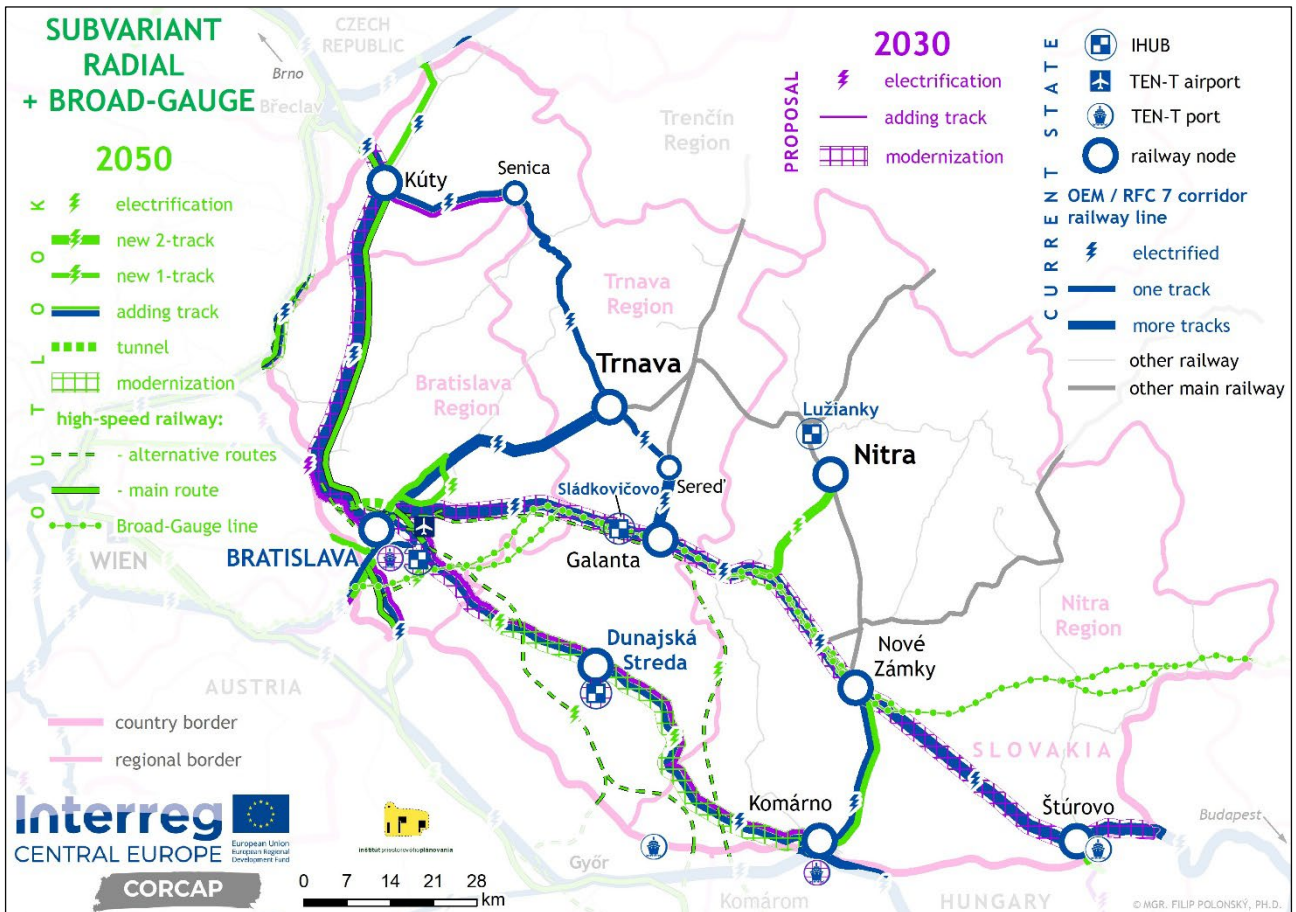 SUBVARIANT
RADIAL
+ BROAD-GAUGE
2050
OUTLOOK
electrification
new 2-track
new 1-track
adding track
tunnel
modernization
high-speed railway:
- alternative routes
- main route
Broad-Gauge line
2030
PROPOSAL
electrification
adding track
modernization
CURRENT STATE
IHUB
TEN-T airport
TEN-T port
railway node
OEM / RFC 7 corridor
railway line
electrified
one track
more tracks
other railway
other main railway
CZECH
REPUBLIC
Brno
Břeclav
Trenčín
Region
Kúty
Senica
Trnava
Region
Trnava
Bratislava
Region
Lužianky
Nitra
Sereď
Sládkovičovo
Galanta
BRATISLAVA
WIEN
Nitra
Region
Dunajská
Streda
Nové
Zámky
AUSTRIA
SLOVAKIA
country border
regional border
Komárno
Štúrovo
Budapest
Győr
Komárom
HUNGARY
Interreg
CENTRAL EUROPE
European Union
European Regional
Development Fund
inštitút priestorového plánovania
CORCAP
0 7 14 21 28
km
© MGR. FILIP POLONSKÝ, PH.D.